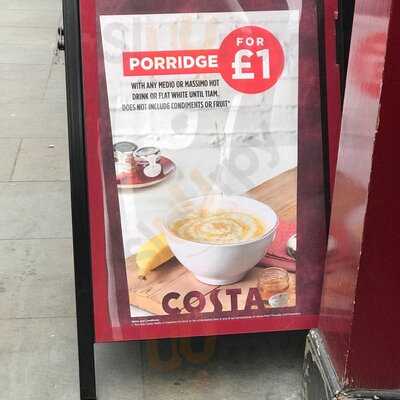 PORRIDGE
FOR
£1
WITH ANY MEDIO OR MASSIMO HOT
DRINK OR FLAT WHITE UNTIL 11AM.
DOES NOT INCLUDE CONDIMENTS OR FRUIT*
COSTA